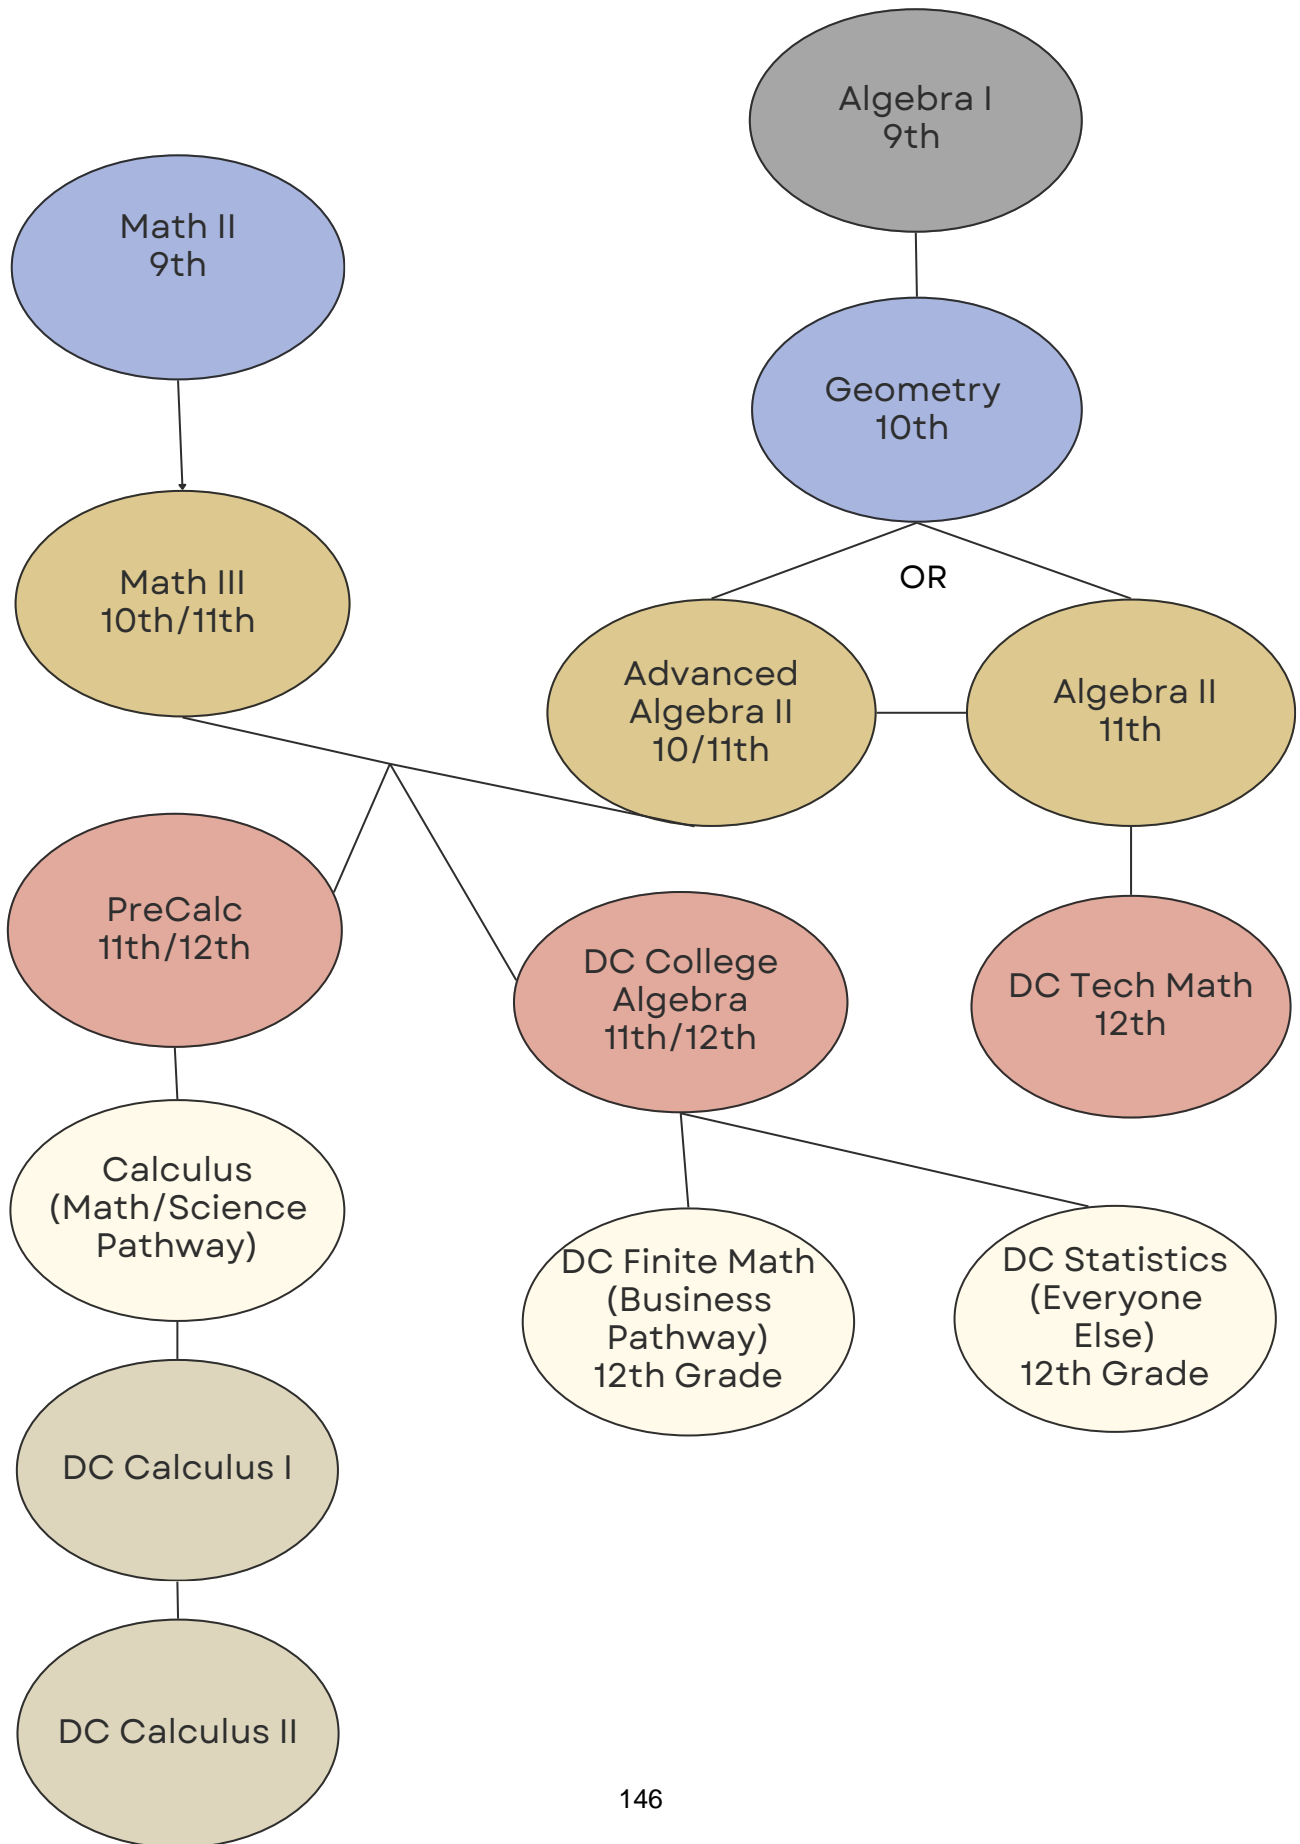 Algebra I
9th
Math II
9th
Geometry
10th
OR
Math III
10th/11th
Advanced
Algebra II
10/11th
Algebra II
11th
PreCalc
11th/12th
DC College
Algebra
11th/12th
DC Tech Math
12th
Calculus
(Math/Science
Pathway)
DC Finite Math
(Business
Pathway)
12th Grade
DC Statistics
(Everyone
Else)
12th Grade
DC Calculus I
DC Calculus II
146